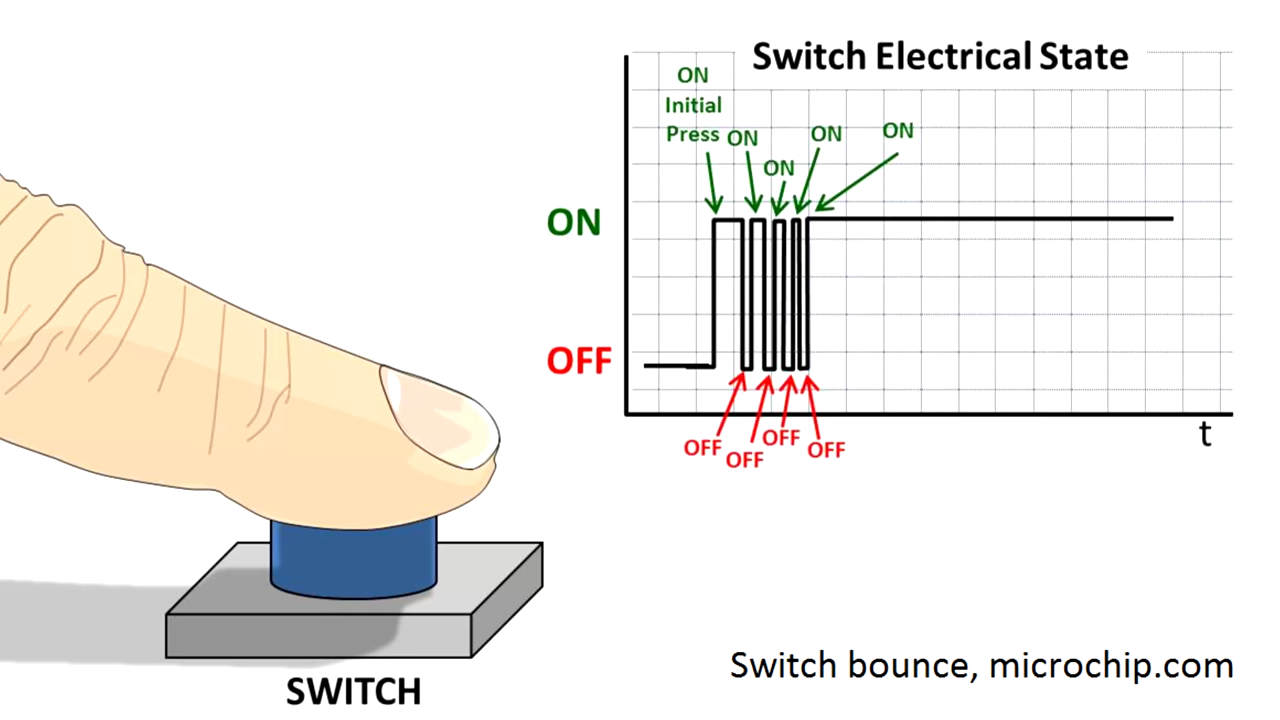 Switch Electrical State
ON
Initial
Press
ON
ON
ON
ON
ON
OFF
OFF
OFF
OFF
OFF
t
SWITCH
Switch bounce, microchip.com